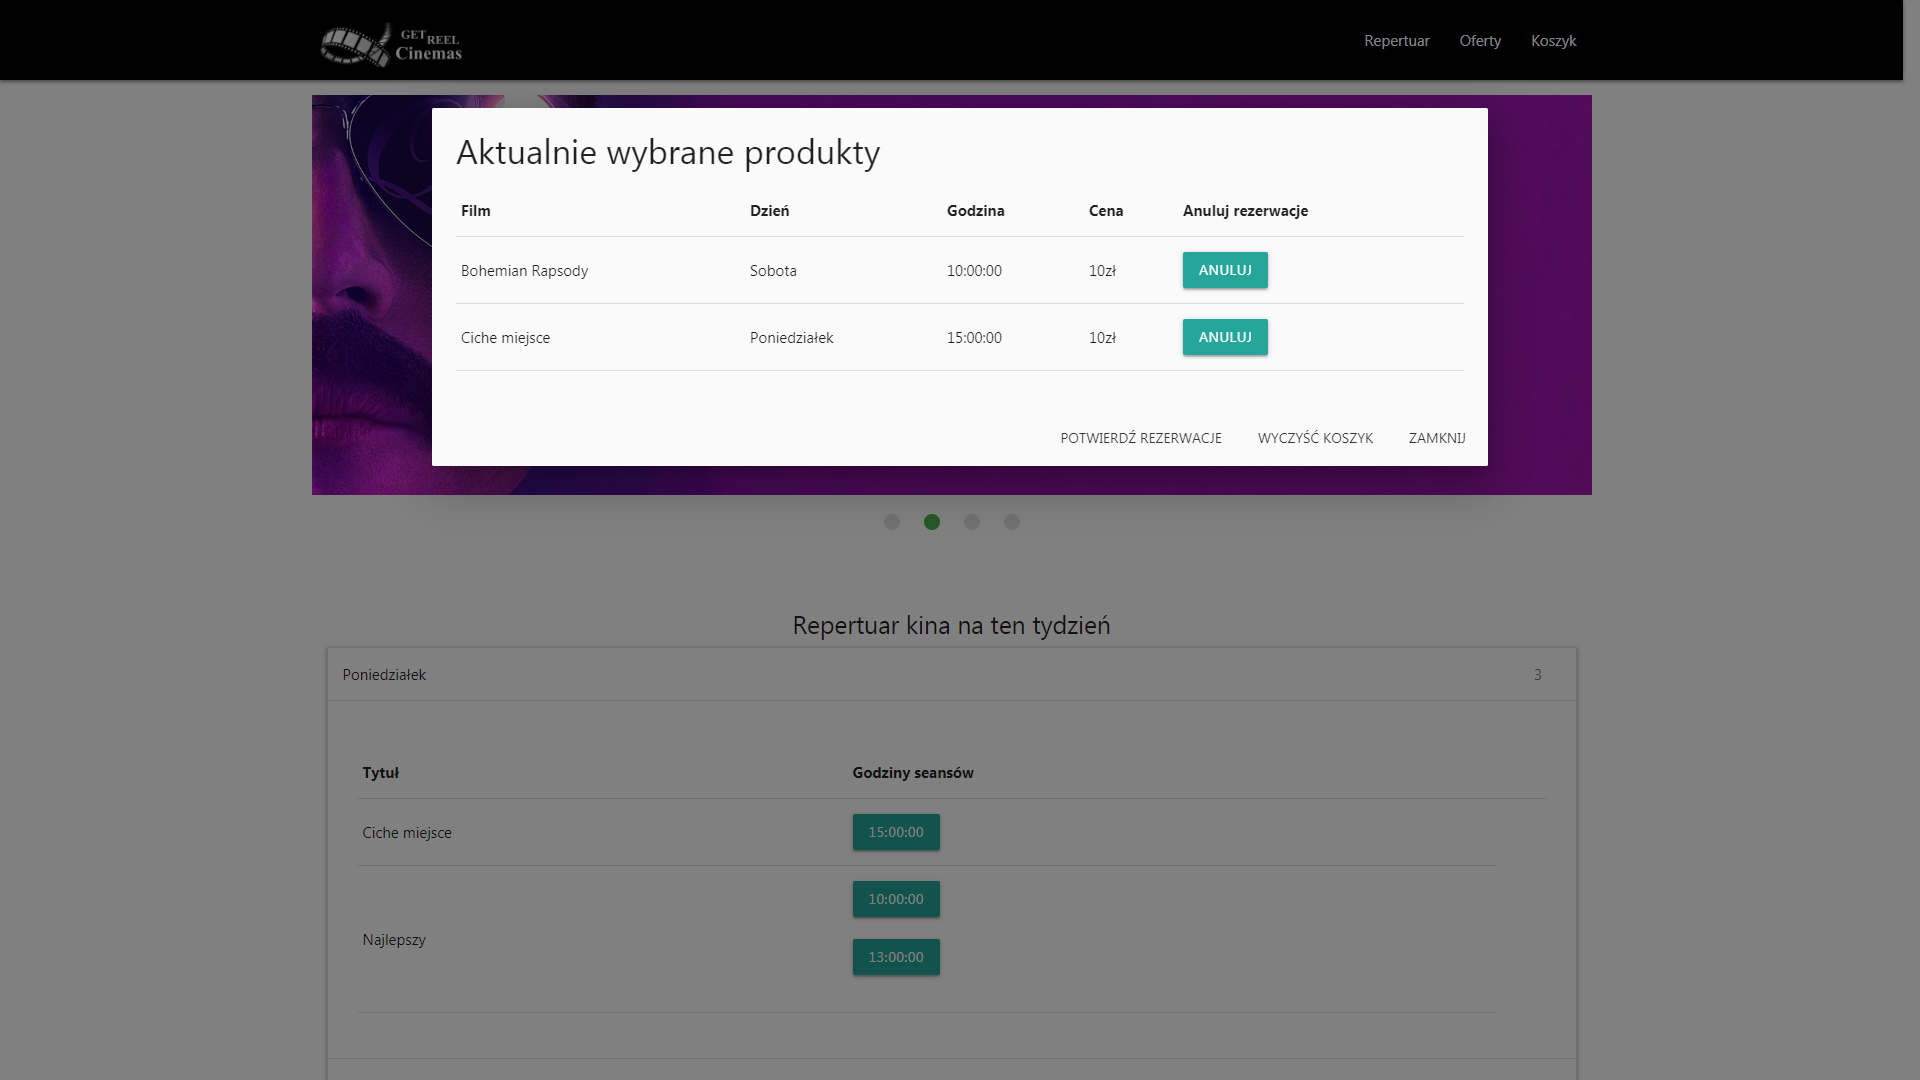 GET REEL
Cinemas
Repertuar Oferty Koszyk
Aktualnie wybrane produkty
Film Dzień Godzina Cena Anuluj rezerwacje
Bohemian Rapsody Sobota 10:00:00 10zł ANULUJ
Ciche miejsce Poniedziałek 15:00:00 10zł ANULUJ
POTWIERDŹ REZERWACJE WYCZYŚĆ KOSZYK ZAMKNIJ
Repertuar kina na ten tydzień
Poniedziałek 3
Tytuł Godziny seansów
Ciche miejsce 15:00:00
Najlepszy 10:00:00
13:00:00